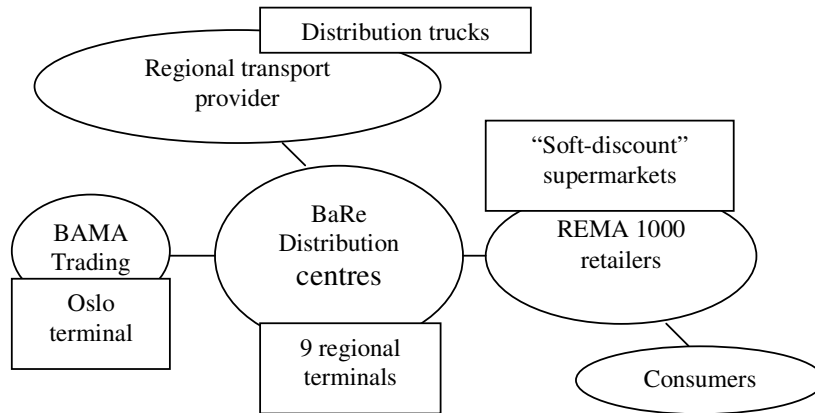 Distribution trucks
Regional transport
provider
“Soft-discount”
supermarkets
BaRe
Distribution
centres
BAMA
Trading
REMA 1000
retailers
Oslo
terminal
9 regional
terminals
Consumers